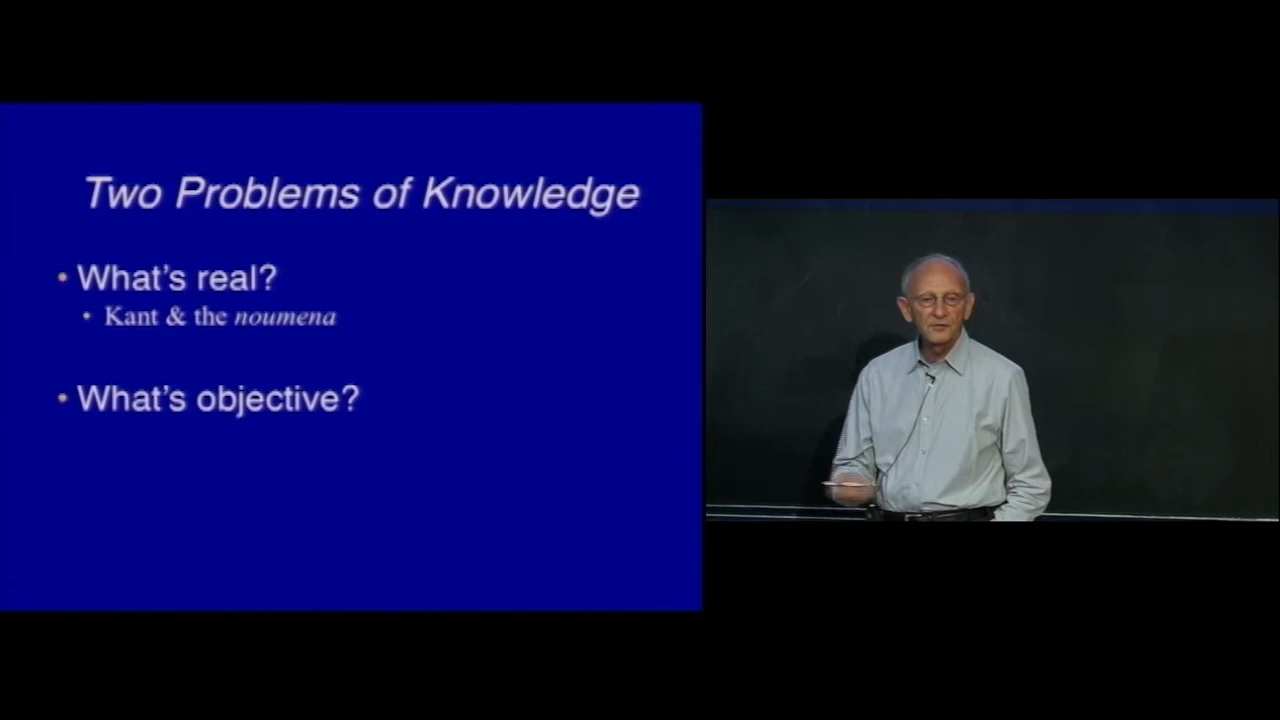 Two Problems of Knowledge
• What's real?
• Kant & the noumena
• What's objective?